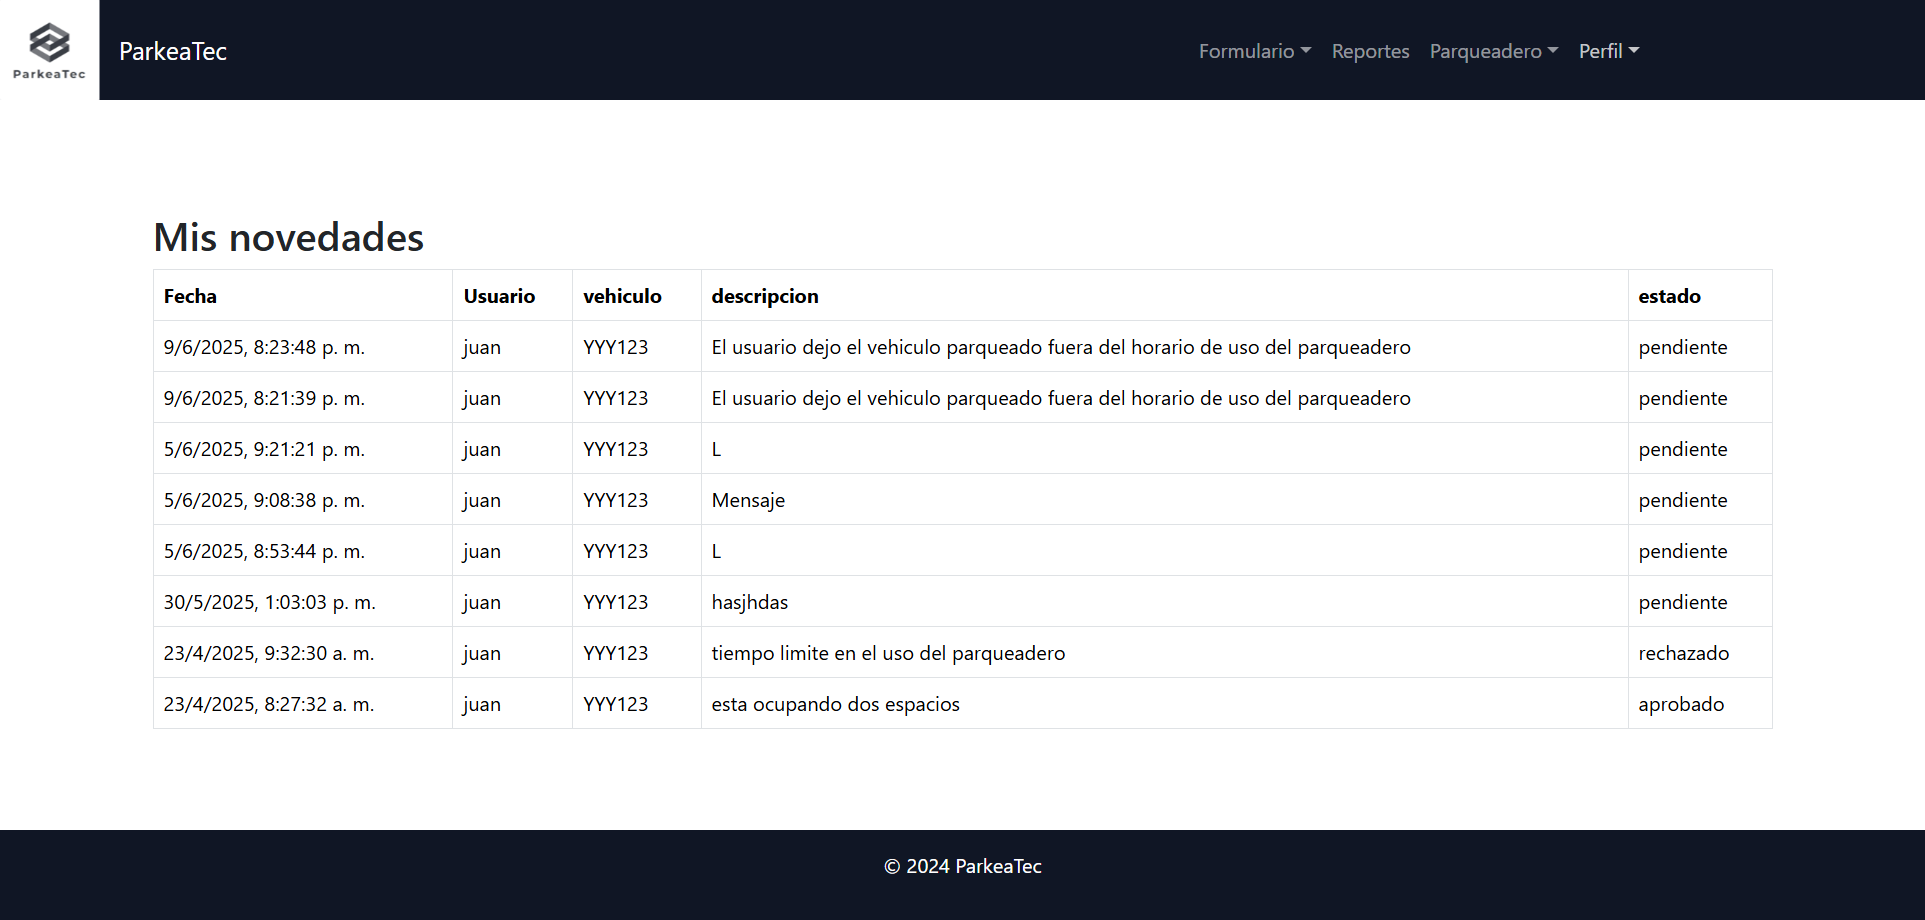 ParkeaTec
ParkeaTec Formulario Reportes Parqueadero Perfil
Mis novedades
Fecha Usuario vehiculo descripcion estado
9/6/2025, 8:23:48 p. m. juan YYY123 El usuario dejo el vehiculo parqueado fuera del horario de uso del parqueadero pendiente
9/6/2025, 8:21:39 p. m. juan YYY123 El usuario dejo el vehiculo parqueado fuera del horario de uso del parqueadero pendiente
5/6/2025, 9:21:21 p. m. juan YYY123 L pendiente
5/6/2025, 9:08:38 p. m. juan YYY123 Mensaje pendiente
5/6/2025, 8:53:44 p. m. juan YYY123 L pendiente
30/5/2025, 1:03:03 p. m. juan YYY123 hasjhdas pendiente
23/4/2025, 9:32:30 a. m. juan YYY123 tiempo limite en el uso del parqueadero rechazado
23/4/2025, 8:27:32 a. m. juan YYY123 esta ocupando dos espacios aprobado
© 2024 ParkeaTec